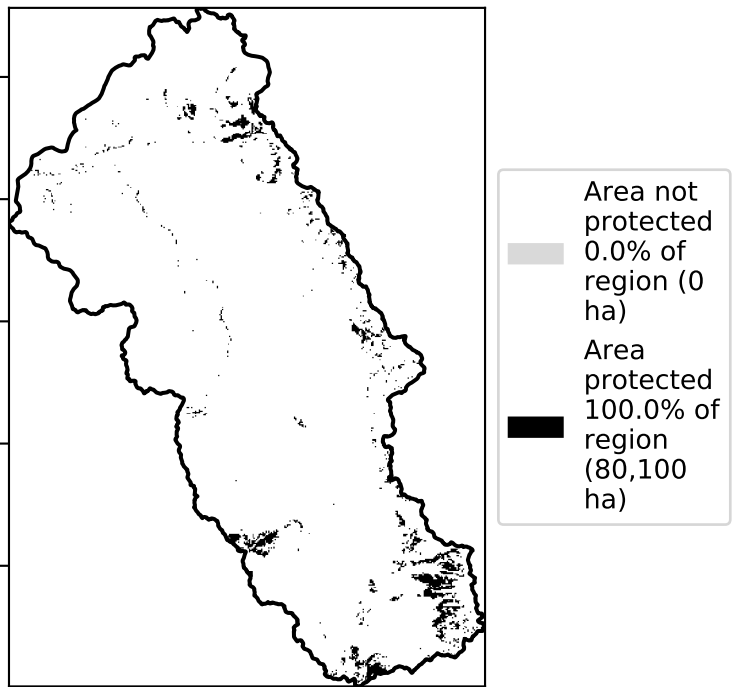 Area not
protected
0.0% of
region (0
ha)
Area
protected
100.0% of
region
(80,100
ha)